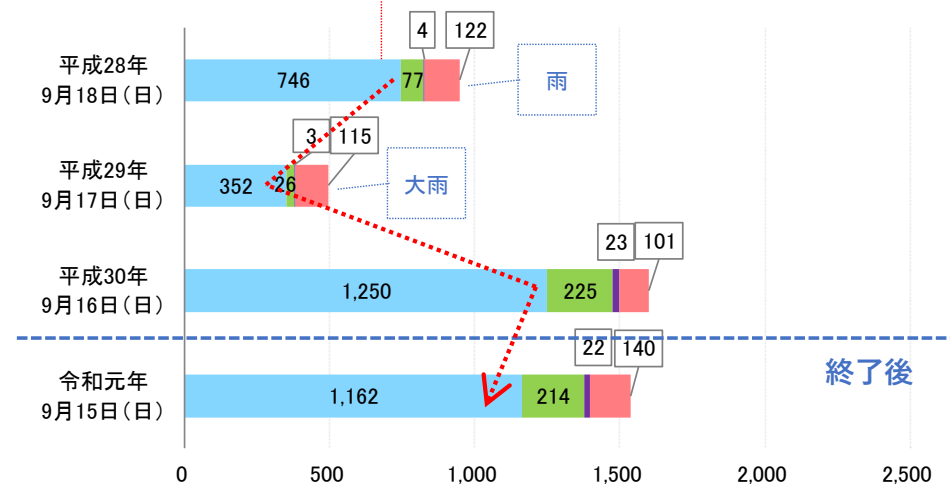 4
122
平成28年
9月18日(日)
746
77
雨
3
115
平成29年
9月17日(日)
352
26
大雨
23
101
平成30年
9月16日(日)
1,250
225
22
140
令和元年
9月15日(日)
1,162
214
終了後
0
500
1,000
1,500
2,000
2,500